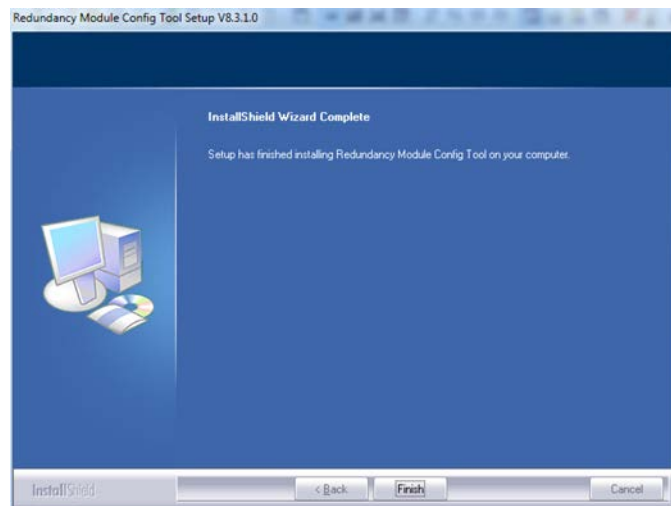 Redundancy Module Config Tool Setup V8.3.1.0
InstallShield Wizard Complete
Setup has finished installing Redundancy Module Config Tool on your computer.
InstallShield
< Back
Finish
Cancel